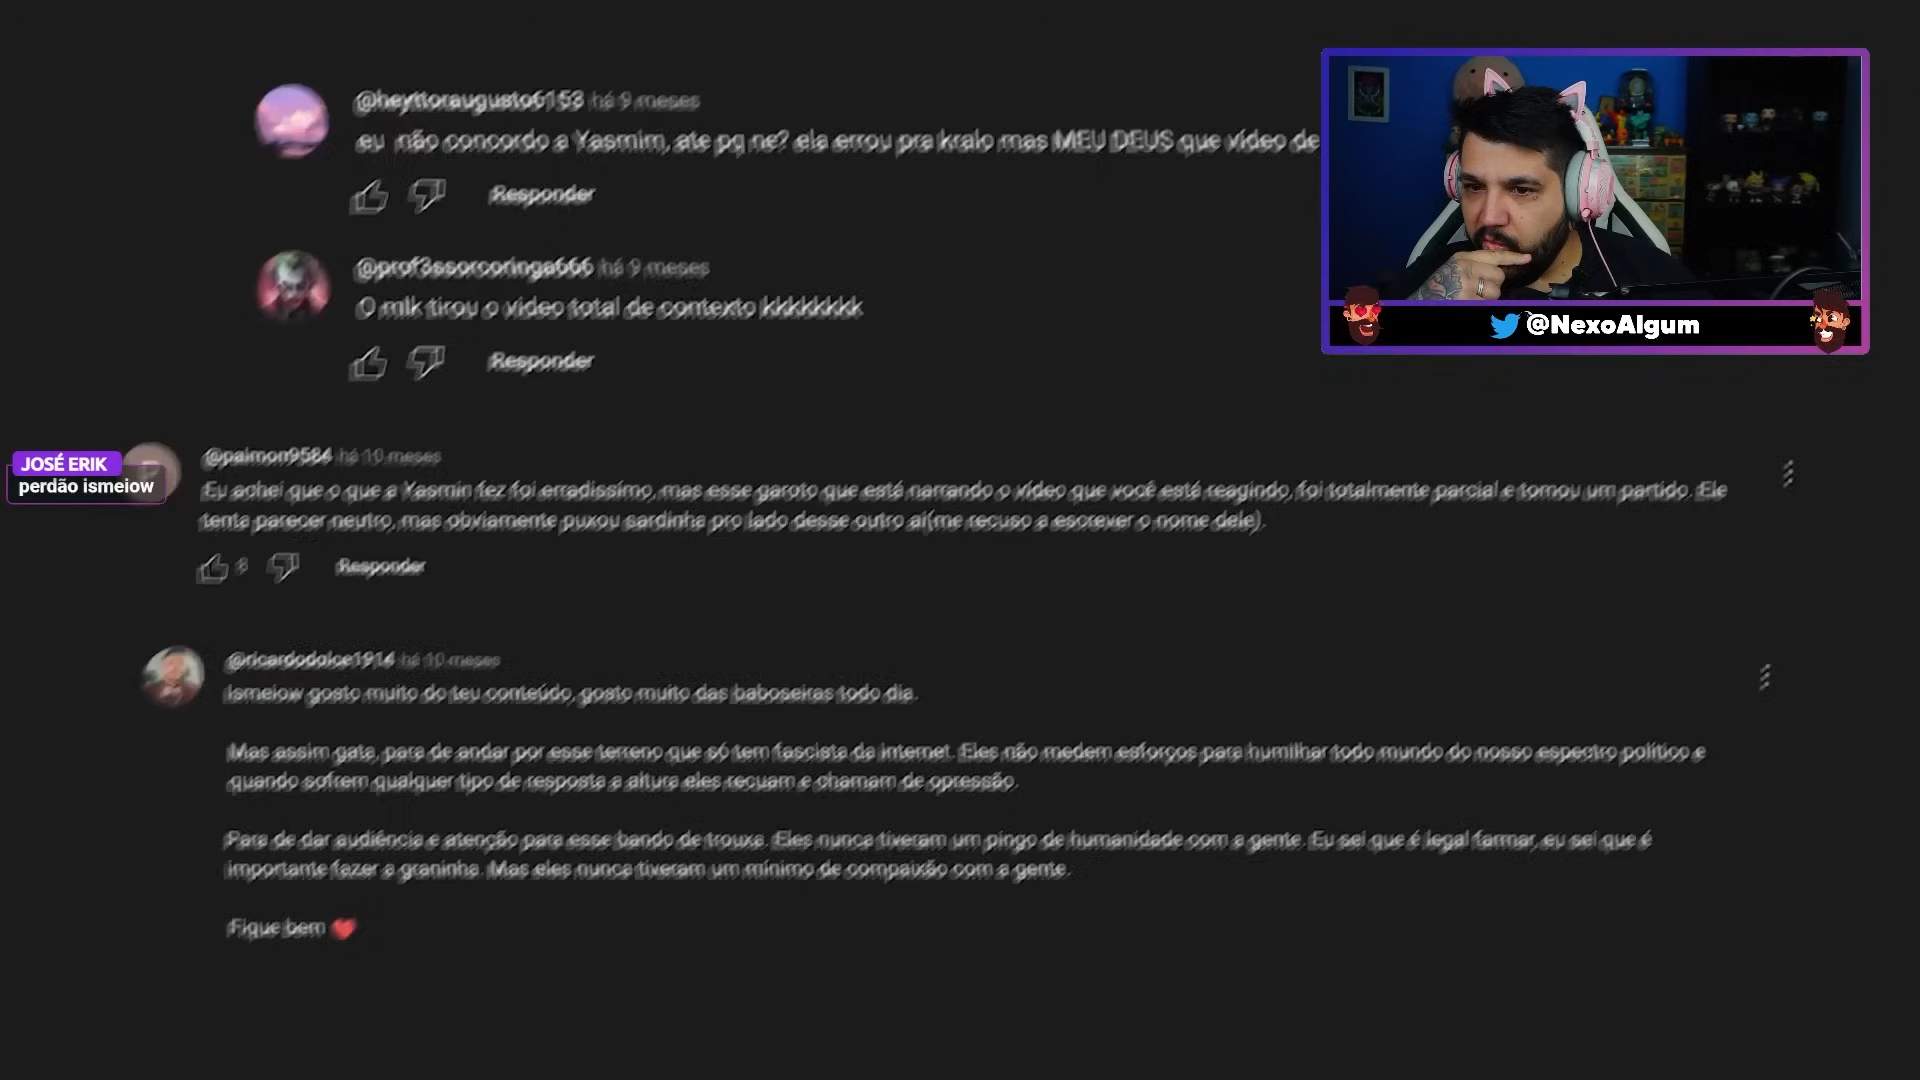 @heyttoraugusto6153 há 9 meses
eu não concordo a Yasmim, ate pq ne? ela errou pra kralo mas MEU DEUS que vídeo de
Responder
@prof3ssorcoringa666 há 9 meses
O mlk tirou o video total de contexto kkkkkkkk
Responder
@NexoAlgum
JOSÉ ERIK
perdão ismeiow
@paimon9584 há 10 meses
Eu achei que o que a Yasmin fez foi erradissímo, mas esse garoto que está narrando o vídeo que você está reagindo, foi totalmente parcial e tomou um partido. Ele
tenta parecer neutro, mas obviamente puxou sardinha pro lado desse outro aí(me recuso a escrever o nome dele).
8
Responder
@ricardodolce1914 há 10 meses
Ismeiow gosto muito do teu conteúdo, gosto muito das baboseiras todo dia.
Mas assim gata, para de andar por esse terreno que só tem fascista da internet. Eles não medem esforços para humilhar todo mundo do nosso espectro político e
quando sofrem qualquer tipo de resposta a altura eles recuam e chamam de opressão.
Para de dar audiência e atenção para esse bando de trouxa. Eles nunca tiveram um pingo de humanidade com a gente. Eu sei que é legal farmar, eu sei que é
importante fazer a graninha. Mas eles nunca tiveram um mínimo de compaixão com a gente.
Fique bem ❤️